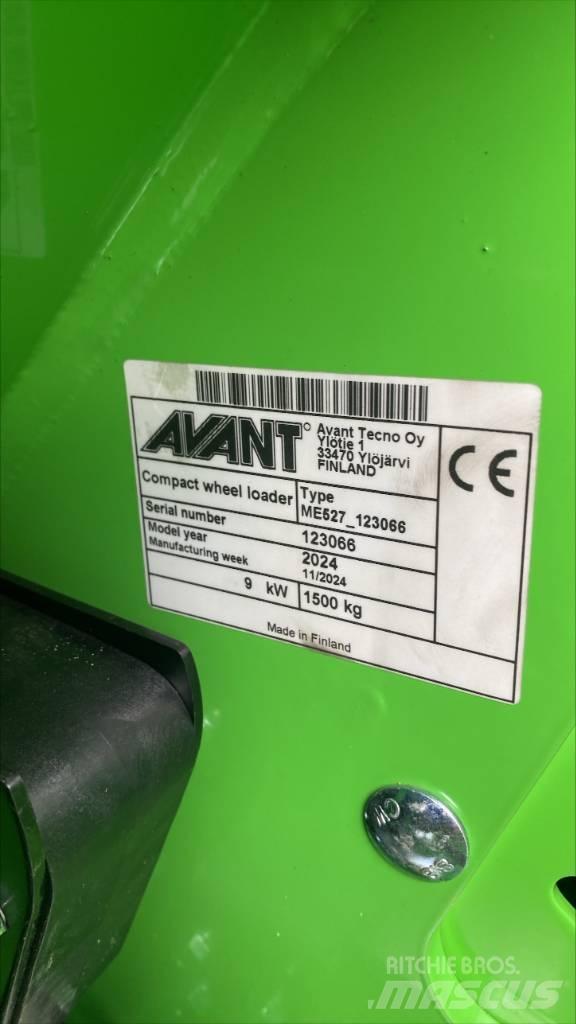 AVANT
Avant Tecno Oy
Ylötie 1
33470 Ylöjärvi
FINLAND
CE
Compact wheel loader
Type
ME527_123066
Serial number
123066
Model year
2024
Manufacturing week
11/2024
9 kW
1500 kg
Made in Finland
RITCHIE BROS.
MASCUS